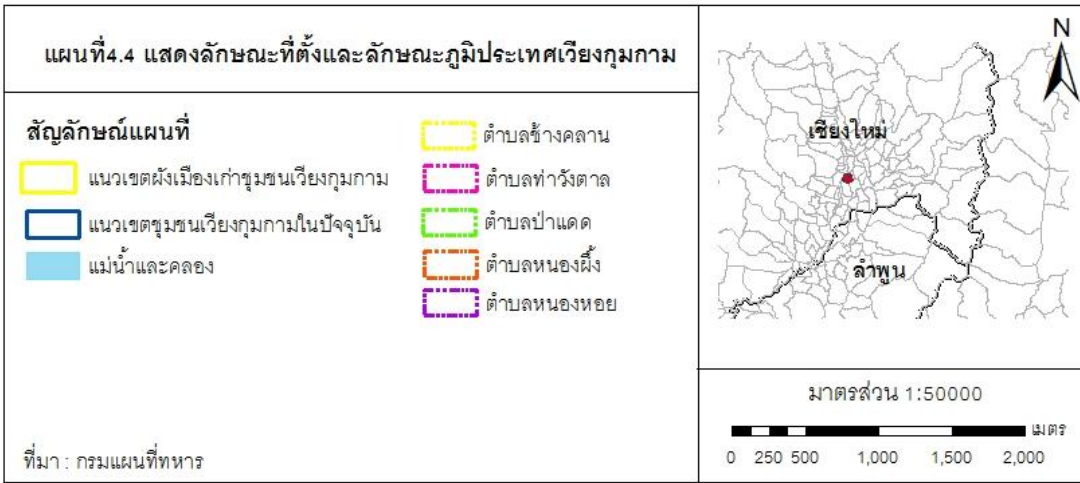 แผนที่4.4 แสดงลักษณะที่ตั้งและลักษณะภูมิประเทศเวียงกุมกาม
สัญลักษณ์แผนที่
แนวเขตผังเมืองเก่าชุมชนเวียงกุมกาม
แนวเขตชุมชนเวียงกุมกามในปัจจุบัน
แม่น้ำและคลอง
ตำบลช้างคลาน
ตำบลท่าวังตาล
ตำบลป่าแดด
ตำบลหนองผึ้ง
ตำบลหนองหอย
ที่มา : กรมแผนที่ทหาร
N
เชียงใหม่
ลำพูน
มาตรส่วน 1:50000
เมตร
0 250 500 1,000 1,500 2,000